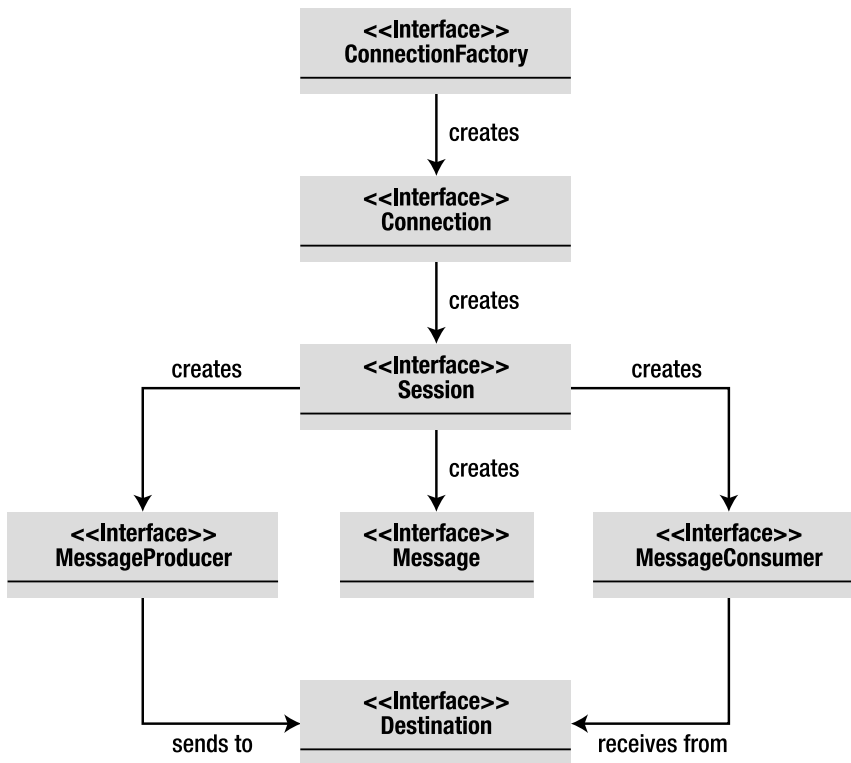 <<Interface>>
ConnectionFactory
creates
<<Interface>>
Connection
creates
<<Interface>>
Session
creates
creates
creates
<<Interface>>
MessageProducer
<<Interface>>
Message
<<Interface>>
MessageConsumer
<<Interface>>
Destination
sends to
receives from